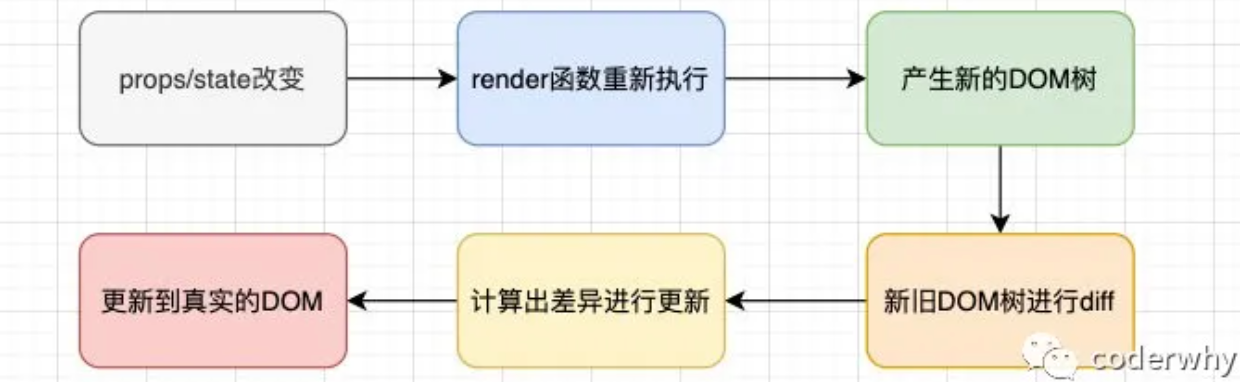 props/state改变
render函数重新执行
产生新的DOM树
更新到真实的DOM
计算出差异进行更新
新旧DOM树进行diff
coderwhy